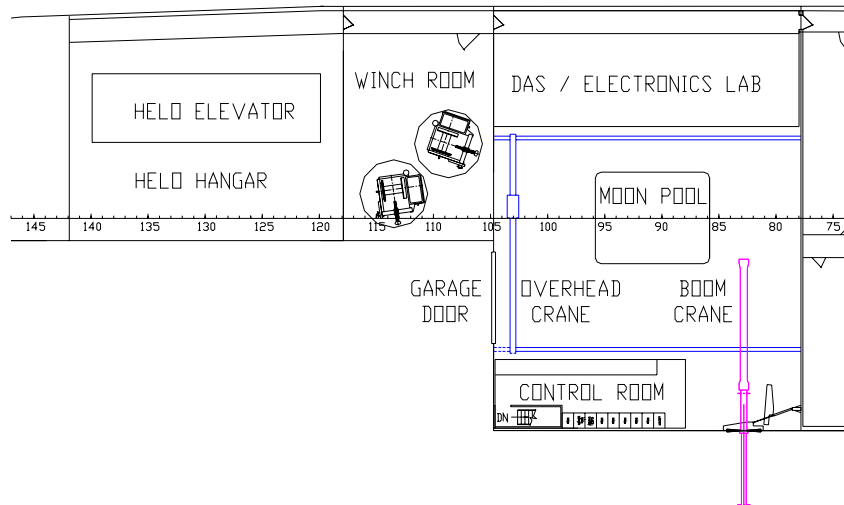 WINCH ROOM
DAS / ELECTRONICS LAB
HELO ELEVATOR
HELO HANGAR
MOON POOL
145 140 135 130 125 120 115 110 105 100 95 90 85 80 75
GARAGE DOOR
OVERHEAD CRANE
BOOM CRANE
CONTROL ROOM
DN